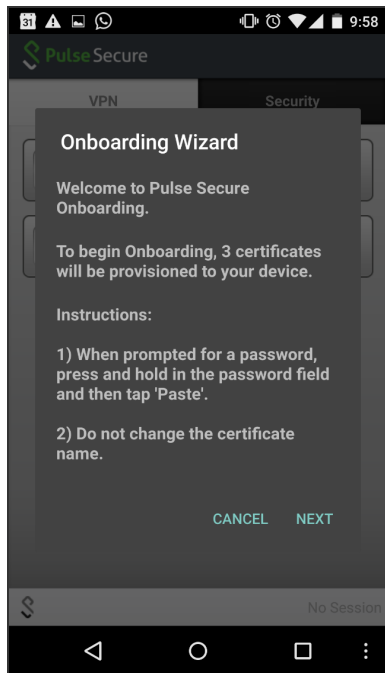 31
9:58
Pulse Secure
VPN
Security
Onboarding Wizard
Welcome to Pulse Secure
Onboarding.
To begin Onboarding, 3 certificates
will be provisioned to your device.
Instructions:
1) When prompted for a password,
press and hold in the password field
and then tap 'Paste'.
2) Do not change the certificate
name.
CANCEL
NEXT
No Session